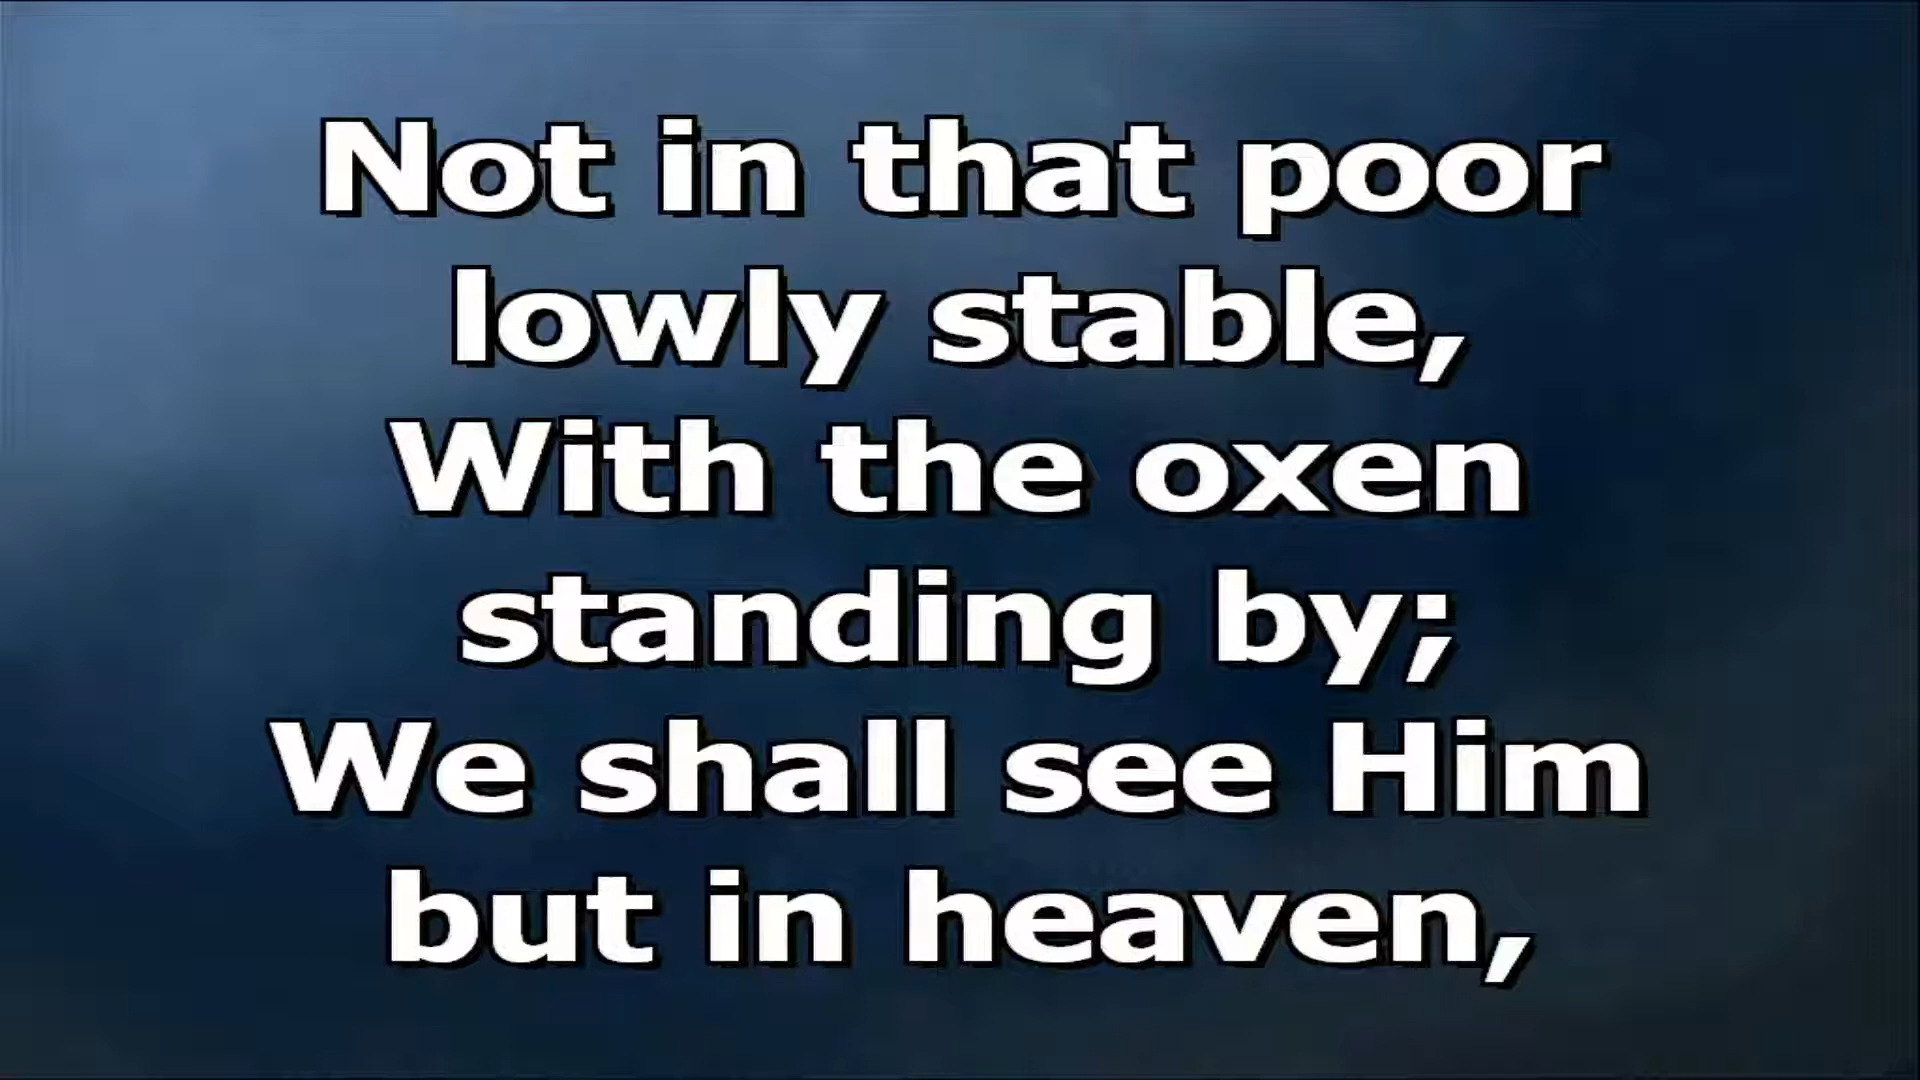 Not in that poor
lowly stable,
With the oxen
standing by;
We shall see Him
but in heaven,